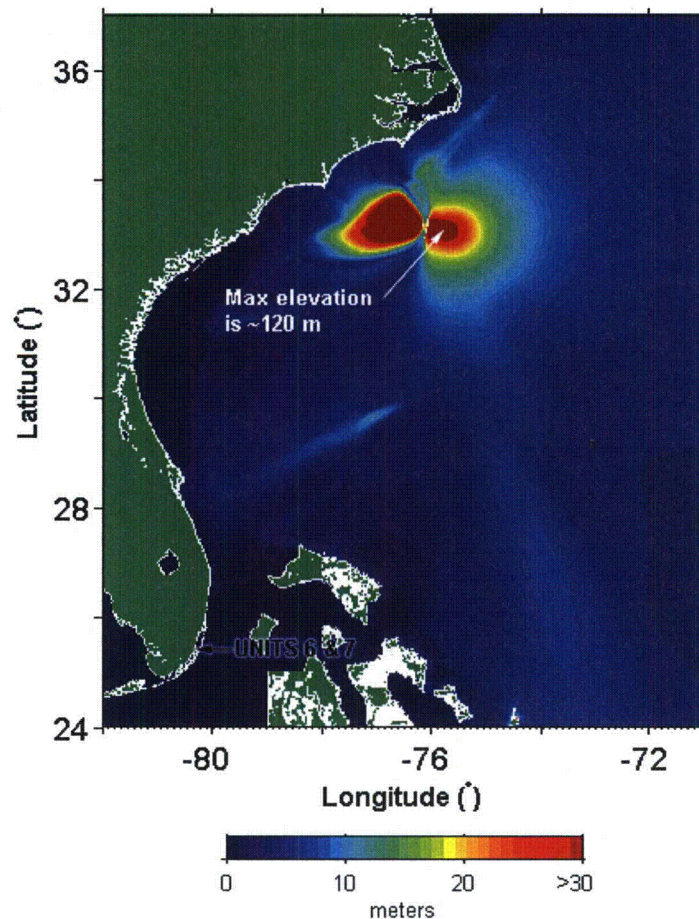 36
32
28
24
Latitude (°)
Max elevation
is ~120 m
UNITS 6 & 7
-80
-76
-72
Longitude (°)
0
10
20
>30
meters